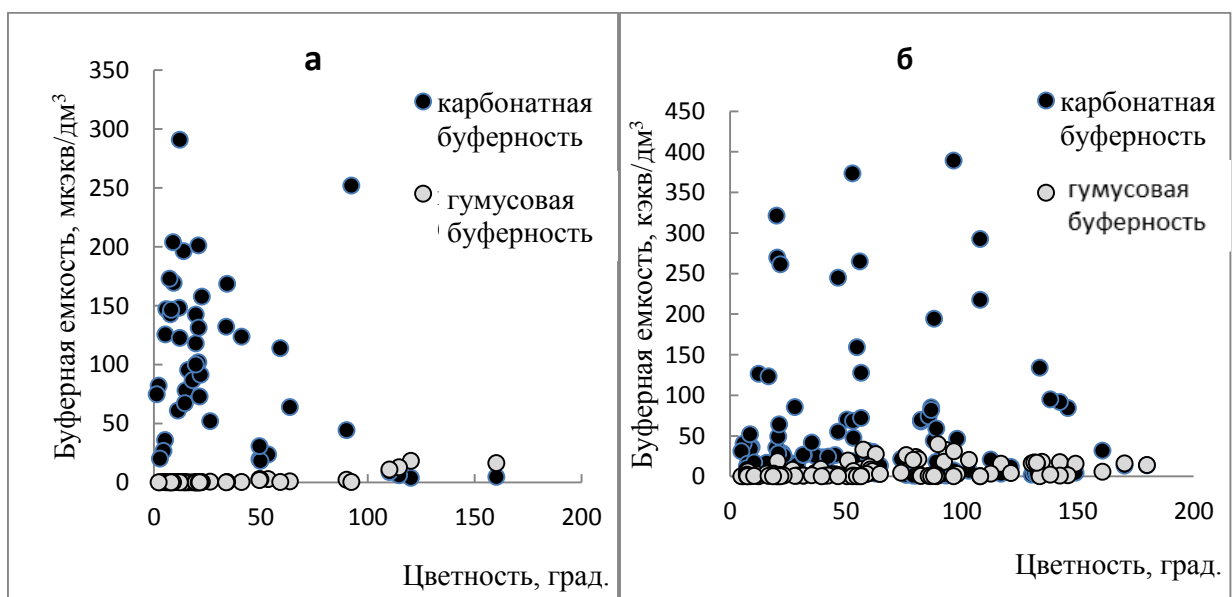 а
350
300
250
200
150
100
50
0
0
50
100
150
200
Буферная емкость, мкэкв/дм³
Цветность, град.
карбонатная
буферность
гумусовая
буферность
б
450
400
350
300
250
200
150
100
50
0
0
50
100
150
200
Буферная емкость, кэкв/дм³
Цветность, град.
карбонатная
буферность
гумусовая
буферность